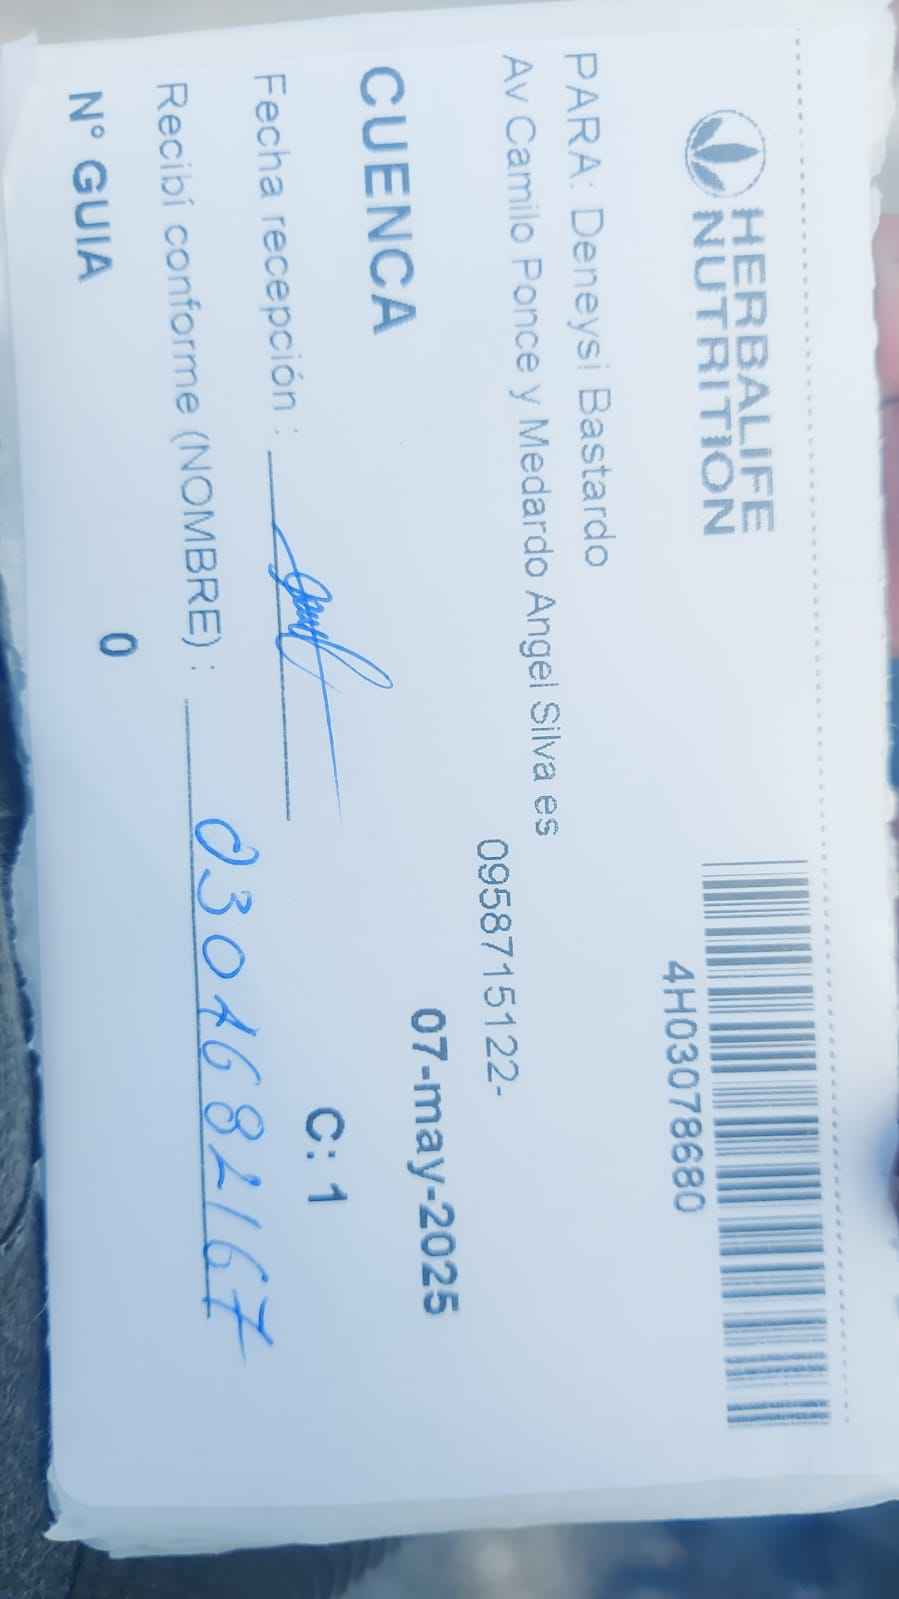 HERBALIFE
NUTRITION
4H03078680
PARA: Deneysi Bastardo
Av Camilo Ponce y Medardo Angel Silva es
0958715122-
CUENCA
07-may-2025
Fecha recepción :
C: 1
Recibí conforme (NOMBRE) : 0301682167
N° GUIA 0